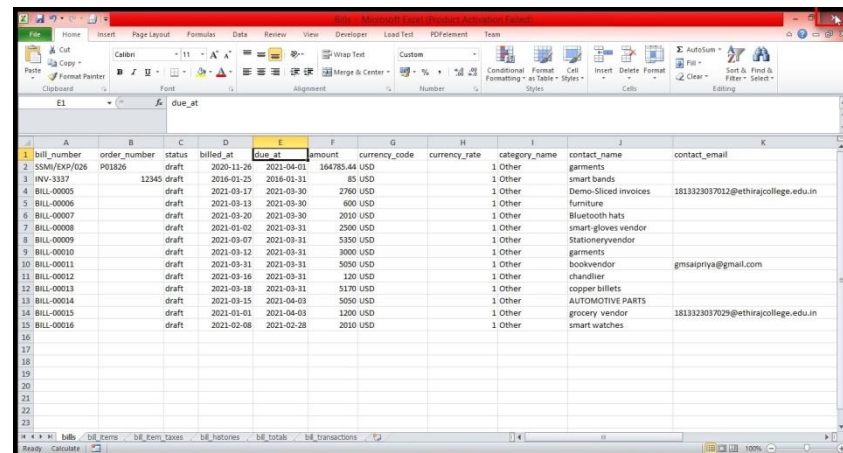 Bills - Microsoft Excel (Product Activation Failed)
File Home Insert Page Layout Formulas Data Review View Developer Load Test PDFelement Team
Cut
Copy
Format Painter
Paste
Clipboard
Calibri 11
B I U
Font
Wrap Text
Merge & Center
Alignment
Custom
Number
Conditional Formatting
Format as Table
Cell Styles
Styles
Insert Delete Format
Cells
AutoSum
Fill
Clear
Sort & Filter
Find & Select
Editing
E1 fx due_at
A B C D E F G H I J K
1 bill_number order_number status billed_at due_at amount currency_code currency_rate category_name contact_name contact_email
2 SSMI/EXP/026 P01826 draft 2020-11-26 2021-04-01 164785.44 USD 1 Other garments
3 INV-3337 12345 draft 2016-01-25 2016-01-31 85 USD 1 Other smart bands
4 BILL-00005 draft 2021-03-17 2021-03-30 2760 USD 1 Other Demo-Sliced invoices 1813323037012@ethirajcollege.edu.in
5 BILL-00006 draft 2021-03-13 2021-03-30 600 USD 1 Other furniture
6 BILL-00007 draft 2021-03-20 2021-03-30 2010 USD 1 Other Bluetooth hats
7 BILL-00008 draft 2021-01-02 2021-03-31 2500 USD 1 Other smart-gloves vendor
8 BILL-00009 draft 2021-03-07 2021-03-31 5350 USD 1 Other Stationeryvendor
9 BILL-00010 draft 2021-03-12 2021-03-31 3000 USD 1 Other garments
10 BILL-00011 draft 2021-03-31 2021-03-31 5050 USD 1 Other bookvendor gmsaipriya@gmail.com
11 BILL-00012 draft 2021-03-16 2021-03-31 120 USD 1 Other chandlier
12 BILL-00013 draft 2021-03-18 2021-03-31 5170 USD 1 Other copper billets
13 BILL-00014 draft 2021-03-15 2021-04-03 5050 USD 1 Other AUTOMOTIVE PARTS
14 BILL-00015 draft 2021-01-01 2021-04-03 1200 USD 1 Other grocery vendor 1813323037029@ethirajcollege.edu.in
15 BILL-00016 draft 2021-02-08 2021-02-28 2010 USD 1 Other smart watches
16
17
18
19
20
21
22
23
bills bill_items bill_item_taxes bill_histories bill_totals bill_transactions
Ready Calculate 100%